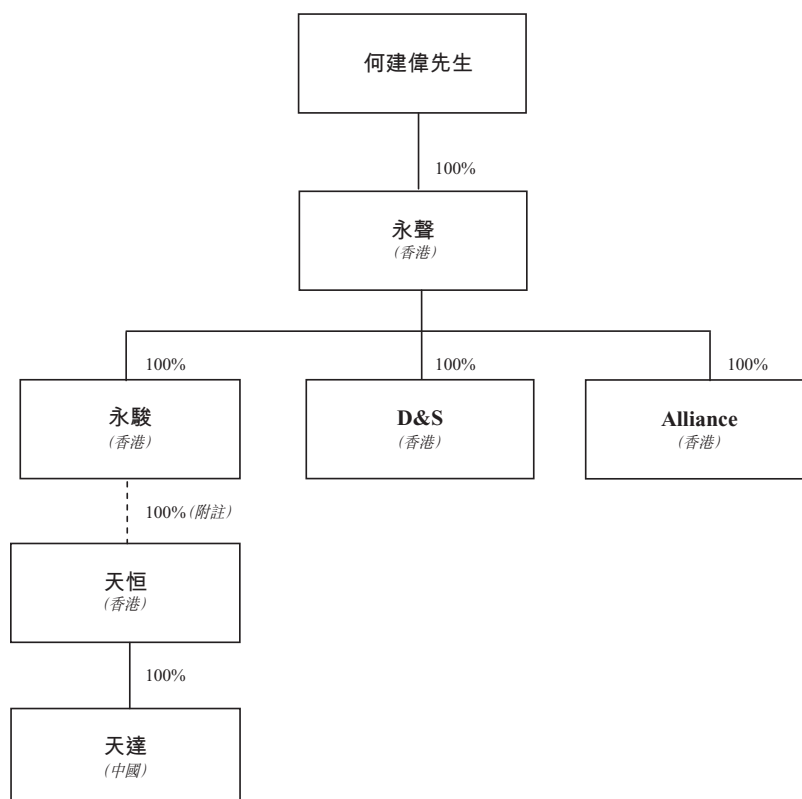 何建偉先生
100%
永聲
(香港)
100%
100%
100%
永駿
(香港)
D&S
(香港)
Alliance
(香港)
100%(附註)
天恒
(香港)
100%
天達
(中國)